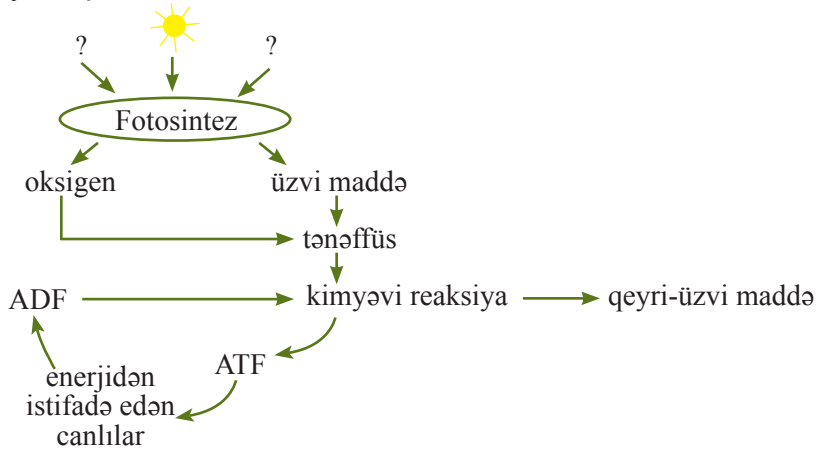 ?
?
Fotosintez
oksigen
üzvi maddə
tənəffüs
ADF
kimyəvi reaksiya
qeyri-üzvi maddə
ATF
enerjidən
istifadə edən
canlılar